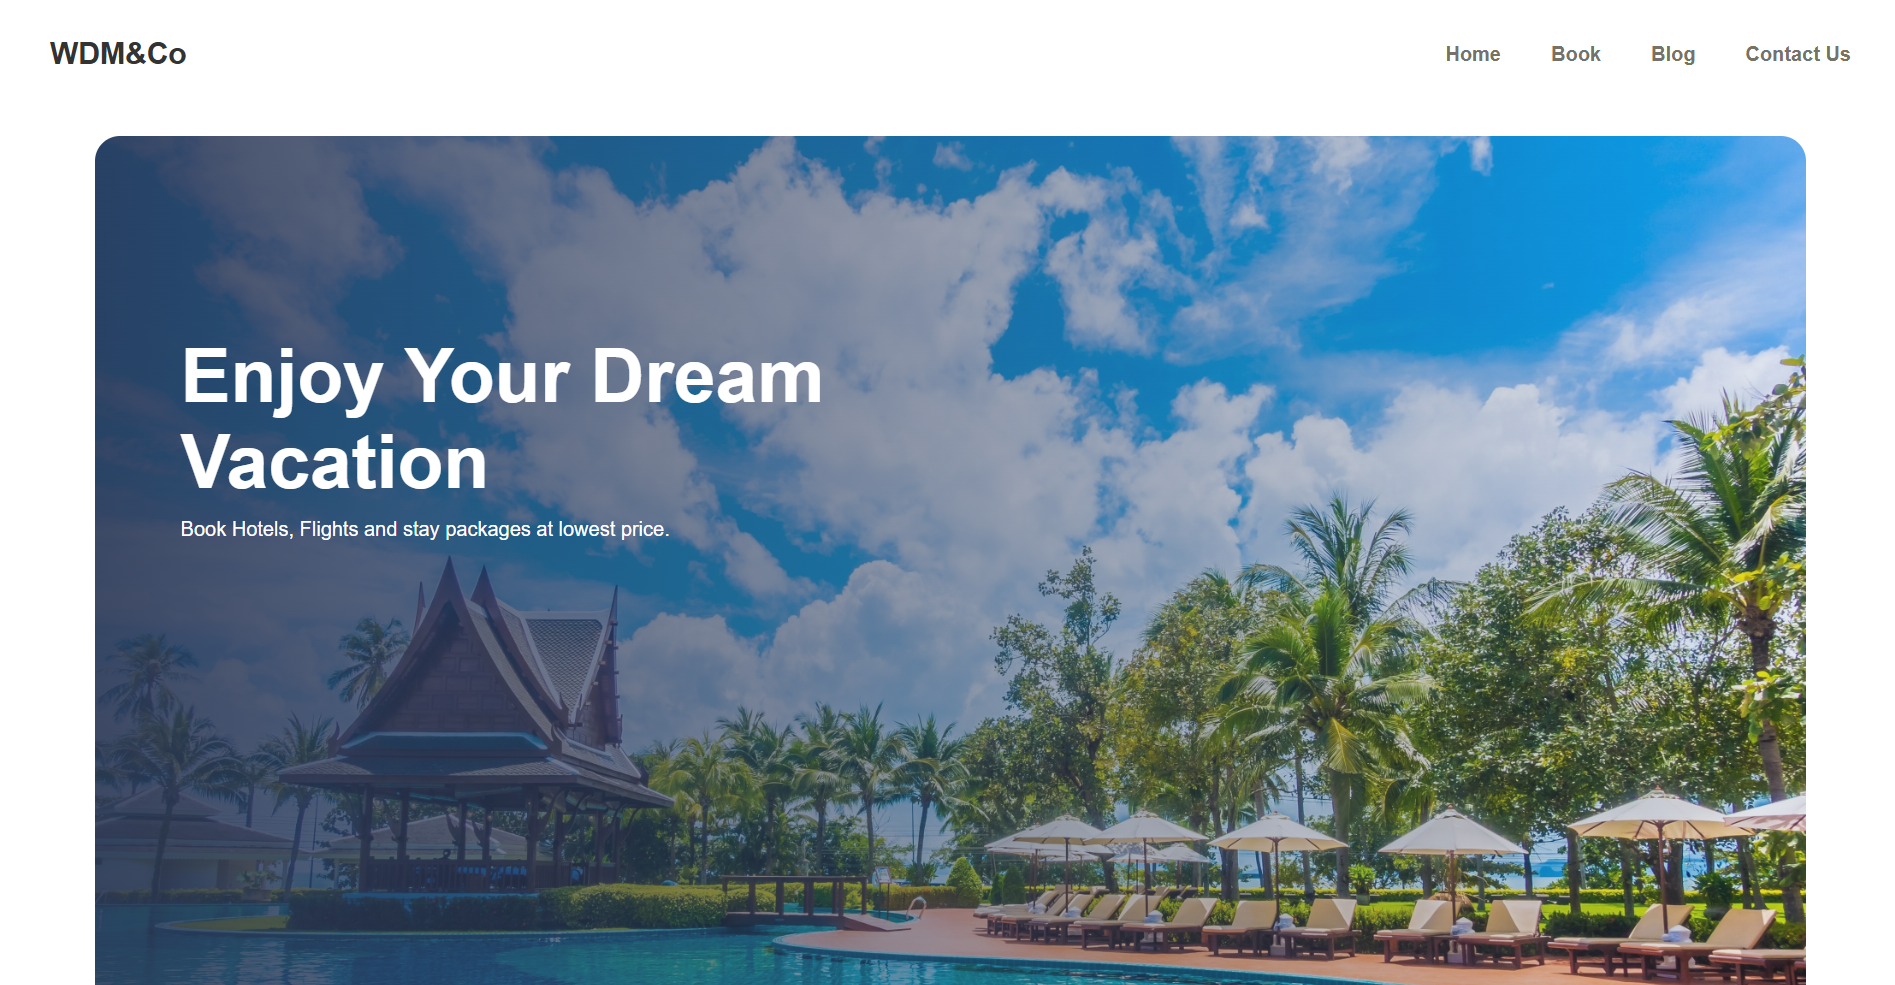 WDM&Co
Home Book Blog Contact Us
Enjoy Your Dream
Vacation
Book Hotels, Flights and stay packages at lowest price.